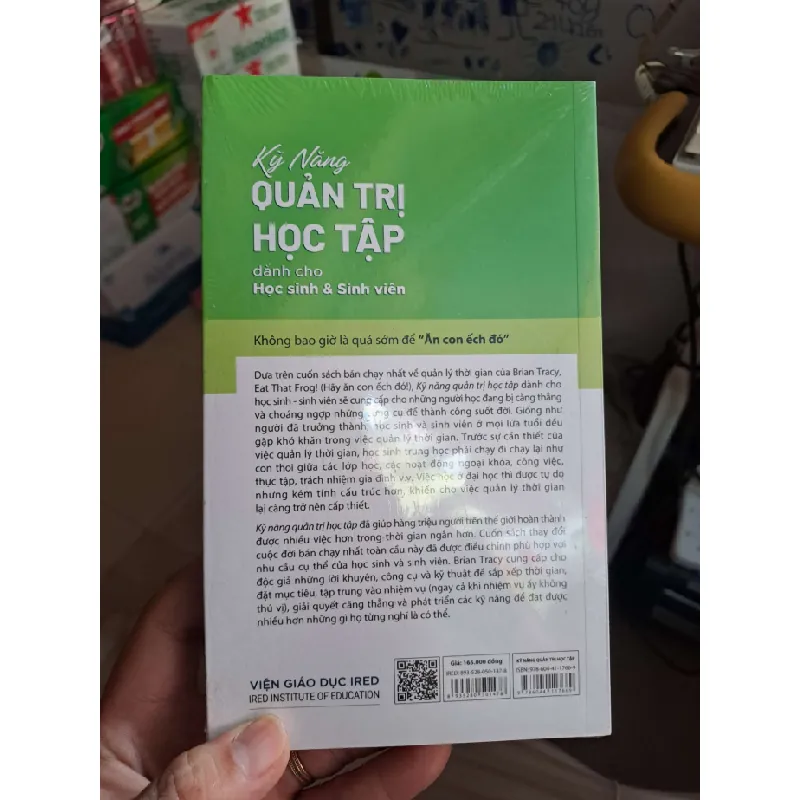 Kỹ Năng
QUẢN TRỊ
HỌC TẬP
dành cho
Học sinh & Sinh viên
Không bao giờ là quá sớm để “Ăn con ếch đó”
Dựa trên cuốn sách bán chạy nhất về quản lý thời gian của Brian Tracy,
Eat That Frog! (Hãy ăn con ếch đó!), Kỹ năng quản trị học tập dành cho
học sinh - sinh viên sẽ cung cấp cho những người học đang bị căng thẳng
và choáng ngợp những công cụ để thành công suốt đời. Giống như
người đã trưởng thành, học sinh và sinh viên ở mọi lứa tuổi đều
gặp khó khăn trong việc quản lý thời gian. Trước sự cần thiết của
việc quản lý thời gian, học sinh trung học phải chạy đi chạy lại như
con thoi giữa các lớp học, các hoạt động ngoại khóa, công việc,
thực tập, trách nhiệm gia đình v.v. Việc học ở đại học thì được tự do
nhưng kém tính cấu trúc hơn, khiến cho việc quản lý thời gian
lại càng trở nên cấp thiết.
Kỹ năng quản trị học tập đã giúp hàng triệu người trên thế giới hoàn thành
được nhiều việc hơn trong thời gian ngắn hơn. Cuốn sách thay đổi
cuộc đời bán chạy nhất toàn cầu này đã được điều chỉnh phù hợp với
nhu cầu cụ thể của học sinh và sinh viên. Brian Tracy cung cấp cho
độc giả những lời khuyên, công cụ và kỹ thuật để sắp xếp thời gian,
đặt mục tiêu, tập trung vào nhiệm vụ (ngay cả khi nhiệm vụ ấy không
thú vị), giải quyết căng thẳng và phát triển các kỹ năng để đạt được
nhiều hơn những gì họ từng nghĩ là có thể.
VIỆN GIÁO DỤC IRED
IRED INSTITUTE OF EDUCATION
Giá: 165.000 đồng
KỸ NĂNG QUẢN TRỊ HỌC TẬP